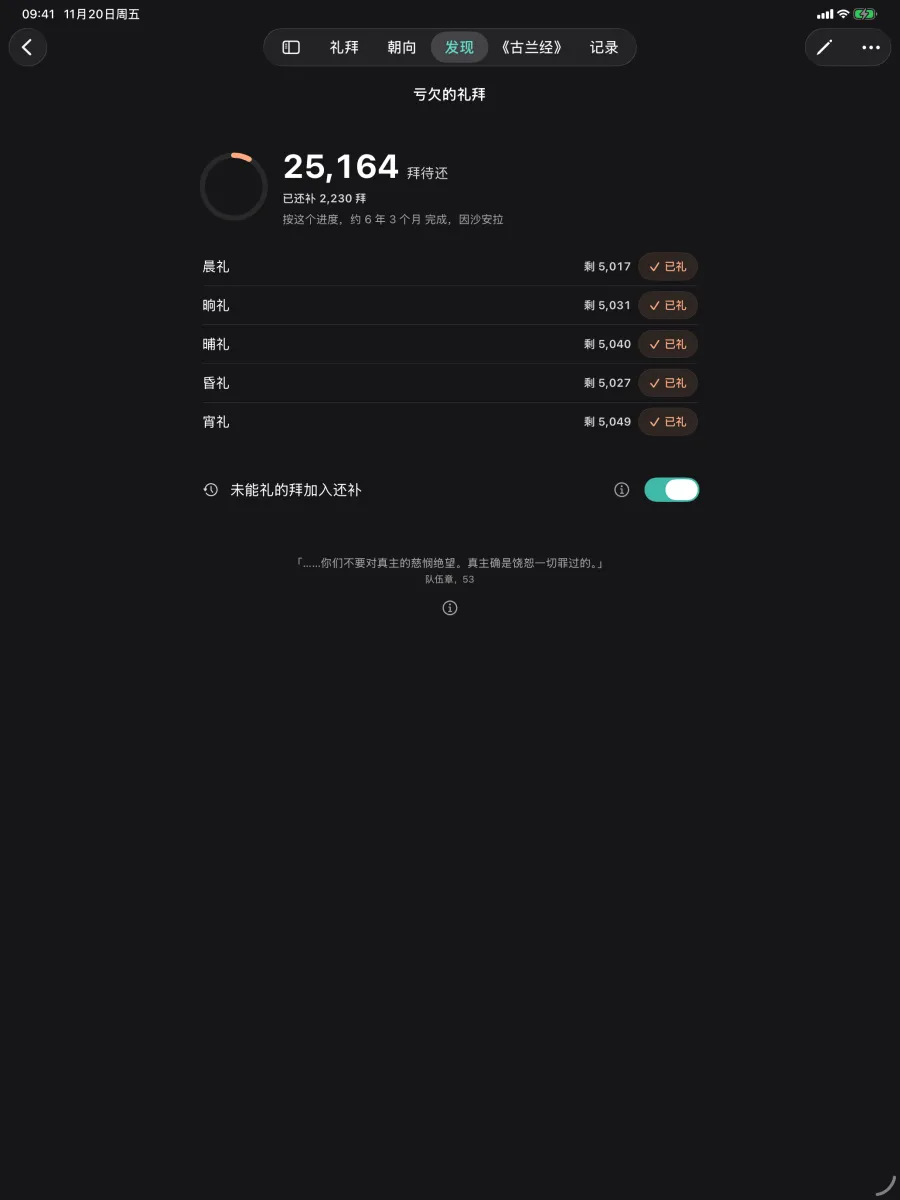 09:41 11月20日周五
礼拜 朝向 发现 《古兰经》 记录
亏欠的礼拜
25,164 拜待还
已还补 2,230 拜
按这个进度，约 6 年 3 个月 完成，因沙安拉
晨礼 剩 5,017 已礼
晌礼 剩 5,031 已礼
晡礼 剩 5,040 已礼
昏礼 剩 5,027 已礼
宵礼 剩 5,049 已礼
未能礼的拜加入还补
「……你们不要对真主的慈悯绝望。真主确是饶恕一切罪过的。」
队伍章，53